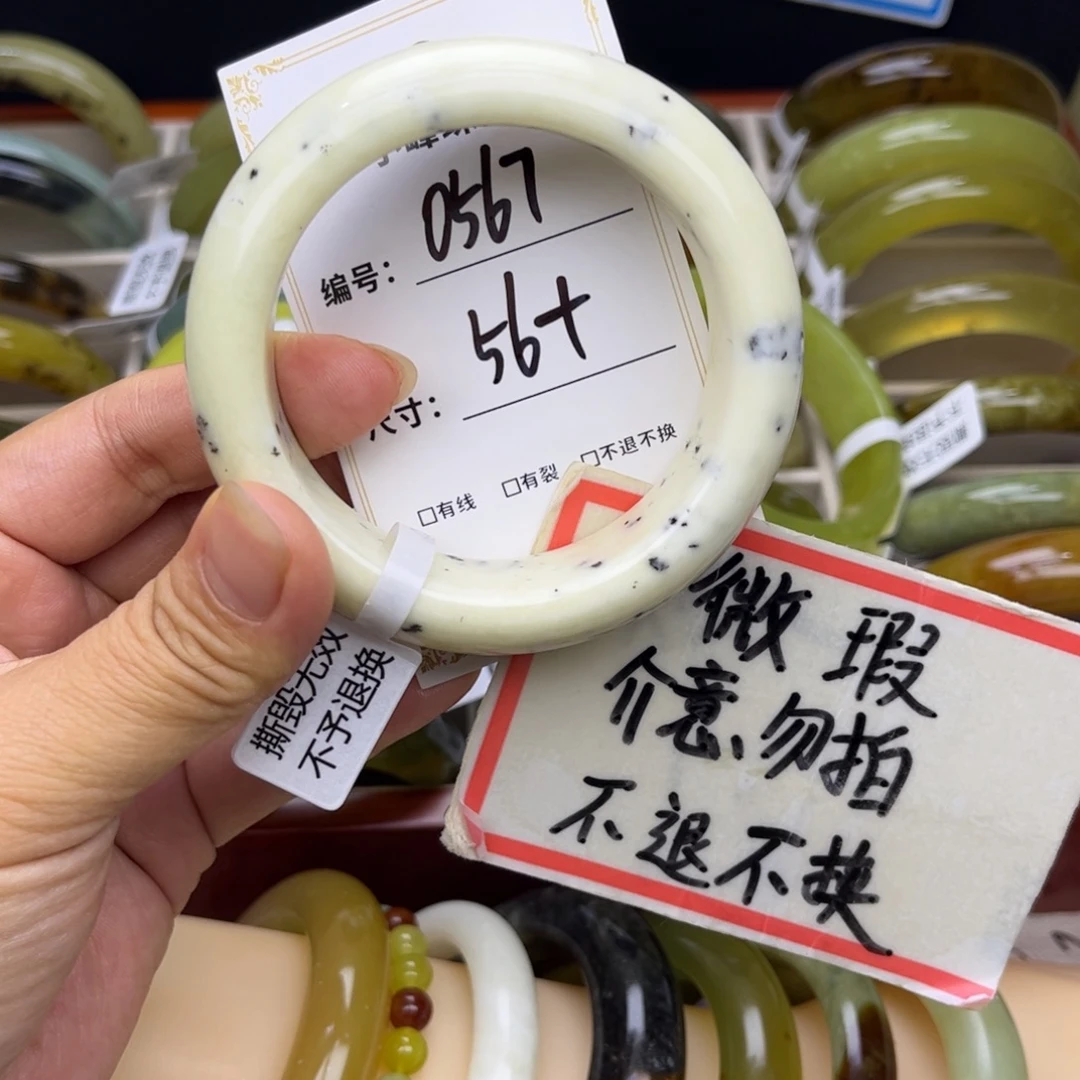 编号: 0567
尺寸: 56+
□有线 □有裂 □不退不换
撕毁无效
不予退换
微瑕
介意勿拍
不退不换